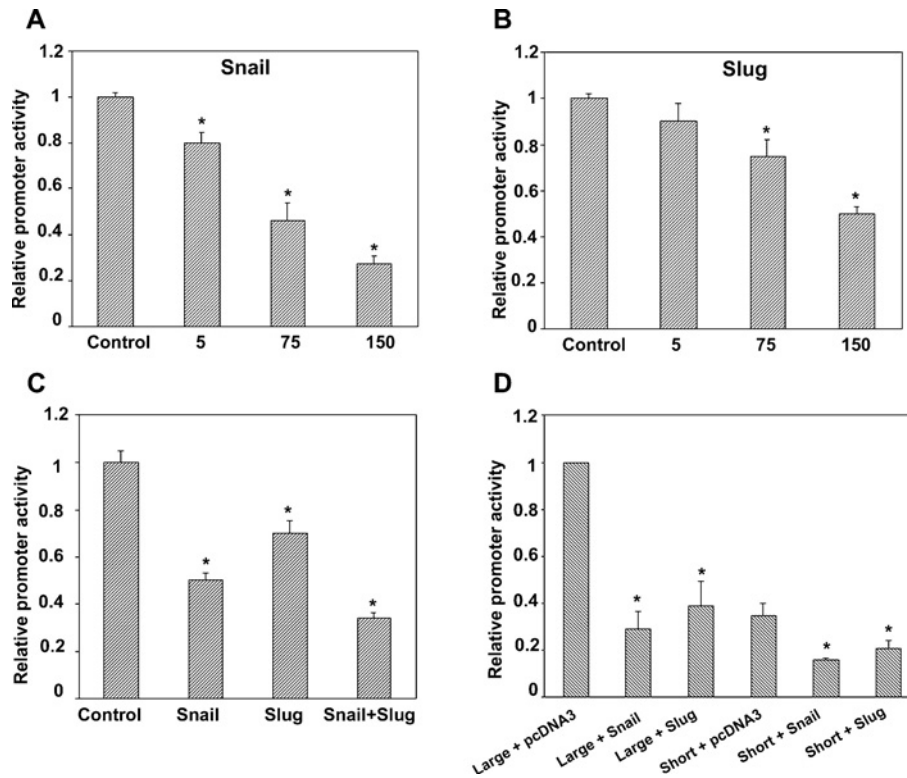 A
Relative promoter activity
1.2
1
0.8
0.6
0.4
0.2
0
Snail
*
*
*
Control 5 75 150
B
Relative promoter activity
1.2
1
0.8
0.6
0.4
0.2
0
Slug
*
*
Control 5 75 150
C
Relative promoter activity
1.2
1
0.8
0.6
0.4
0.2
0
*
*
*
Control Snail Slug Snail+Slug
D
Relative promoter activity
1.2
1
0.8
0.6
0.4
0.2
0
*
*
*
*
Large + pcDNA3
Large + Snail
Large + Slug
Short + pcDNA3
Short + Snail
Short + Slug